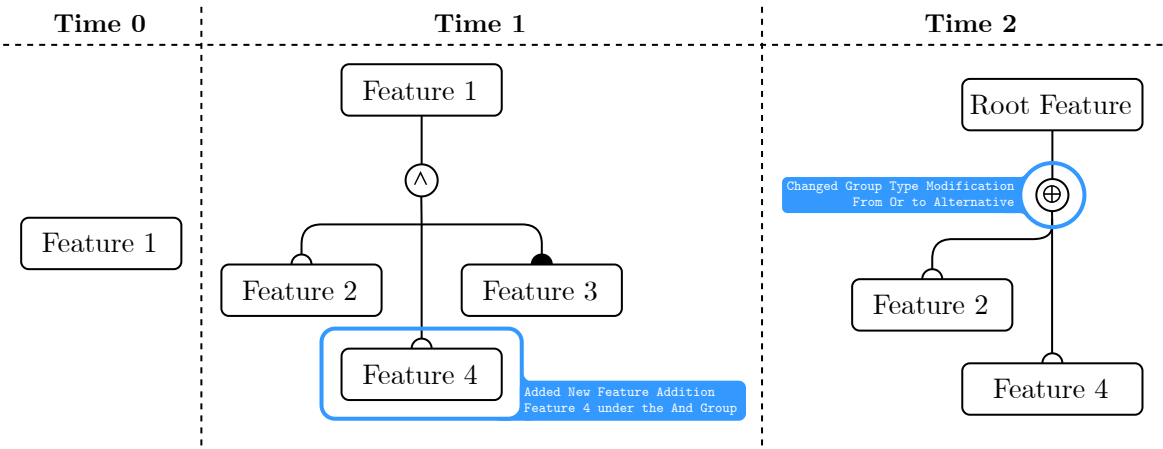 Time 0
Time 1
Time 2
Feature 1
Feature 1
∧
Feature 2
Feature 3
Feature 4
Added New Feature Addition
Feature 4 under the And Group
Root Feature
Changed Group Type Modification
From Or to Alternative
⊕
Feature 2
Feature 4